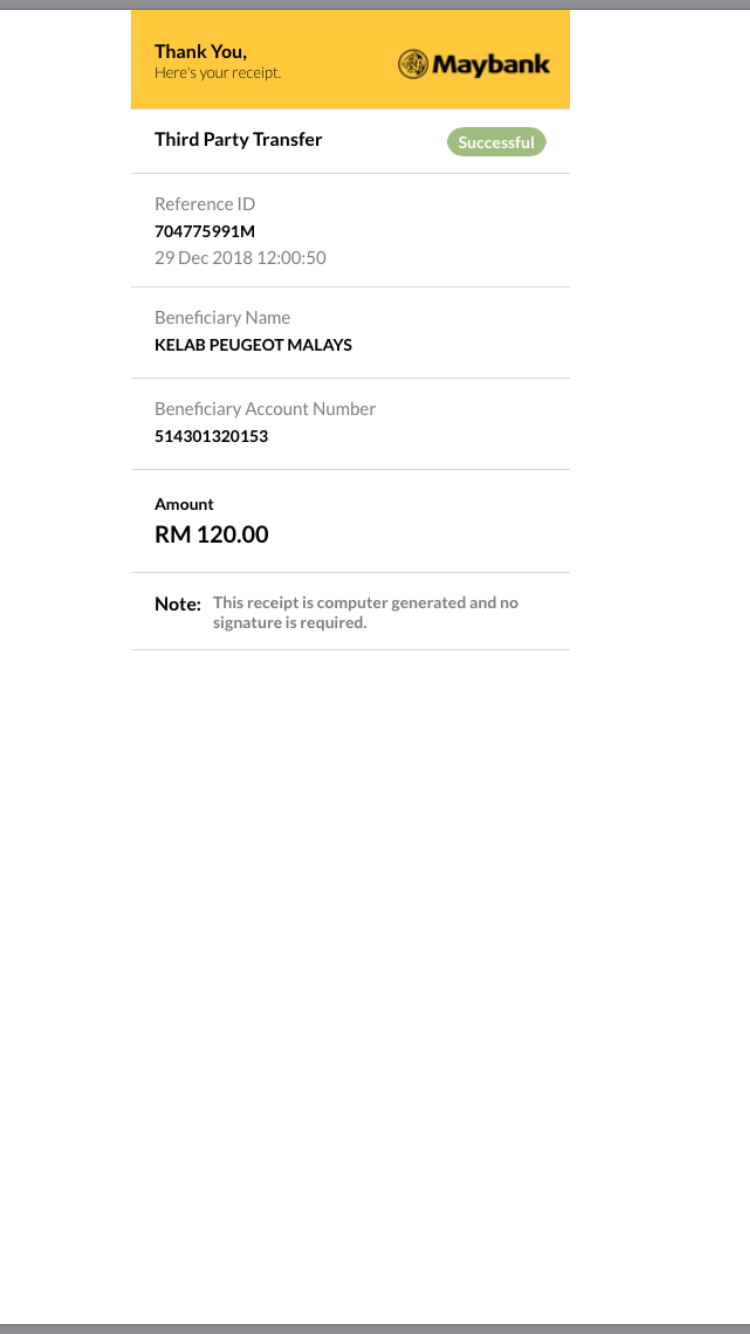 Thank You,
Here's your receipt.
Maybank
Third Party Transfer
Successful
Reference ID
704775991M
29 Dec 2018 12:00:50
Beneficiary Name
KELAB PEUGEOT MALAYS
Beneficiary Account Number
514301320153
Amount
RM 120.00
Note: This receipt is computer generated and no
signature is required.